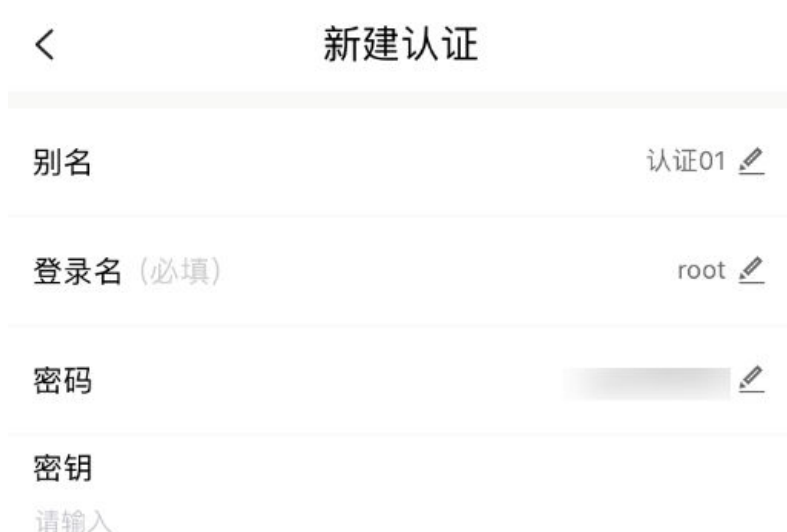 新建认证
别名 认证01
登录名（必填） root
密码
密钥
请输入